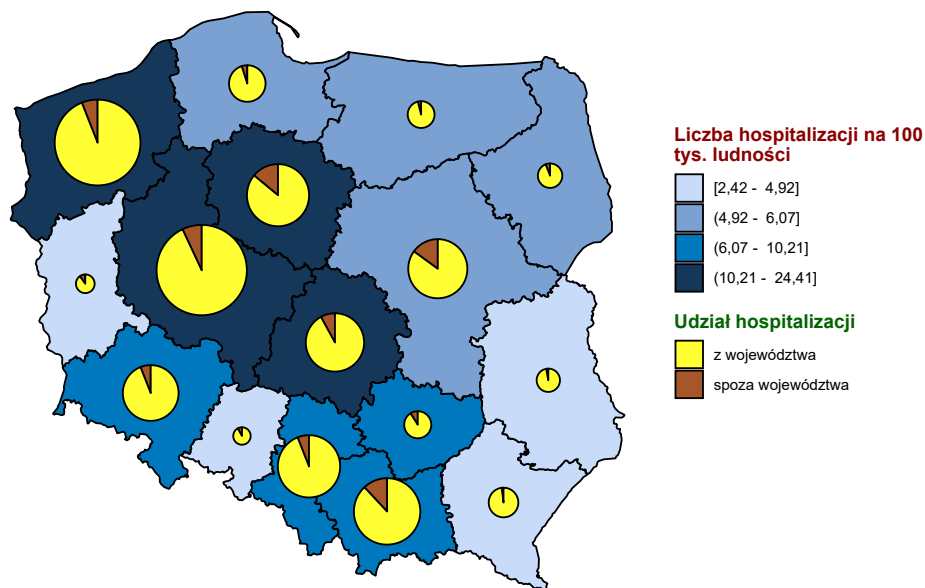 Liczba hospitalizacji na 100
tys. ludności
[2,42 - 4,92]
(4,92 - 6,07]
(6,07 - 10,21]
(10,21 - 24,41]
Udział hospitalizacji
z województwa
spoza województwa